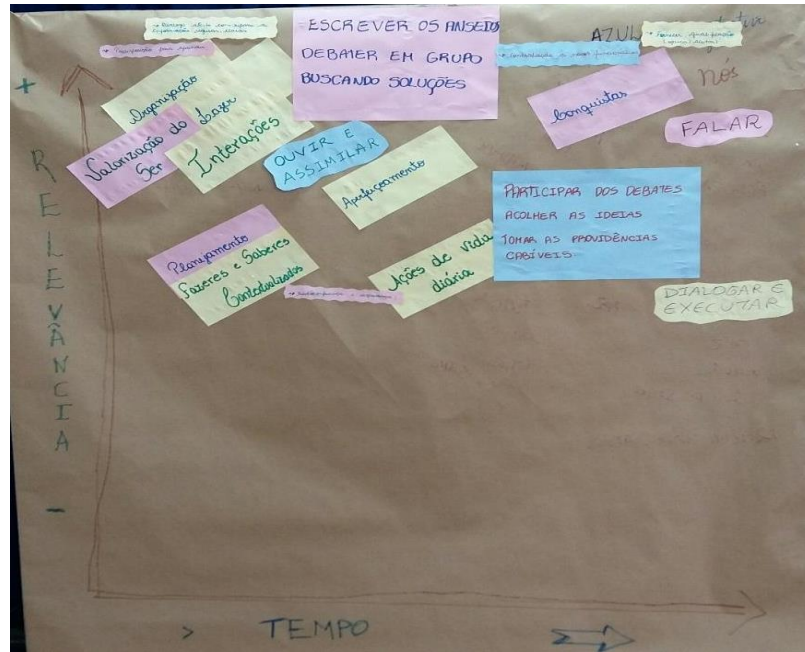 ESCREVER OS ANSEIOS
DEBATER EM GRUPO
BUSCANDO SOLUÇÕES
AZUL
nós
Organização
do Lazer
Conquistas
FALAR
Valorização do
Ser
Interações
OUVIR E
ASSIMILAR
Aperfeiçoamento
PARTICIPAR DOS DEBATES
ACOLHER AS IDEIAS
TOMAR AS PROVIDÊNCIAS
CABÍVEIS.
Planejamento
Fazeres e Saberes
Contextualizados
Ações de vida
diária
DIALOGAR E
EXECUTAR
+
RELEVÂNCIA
-
> TEMPO